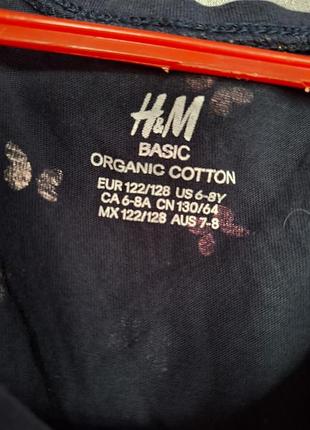 H&M
BASIC
ORGANIC COTTON
EUR 122/128 US 6-8Y
CA 6-8A CN 130/64
MX 122/128 AUS 7-8